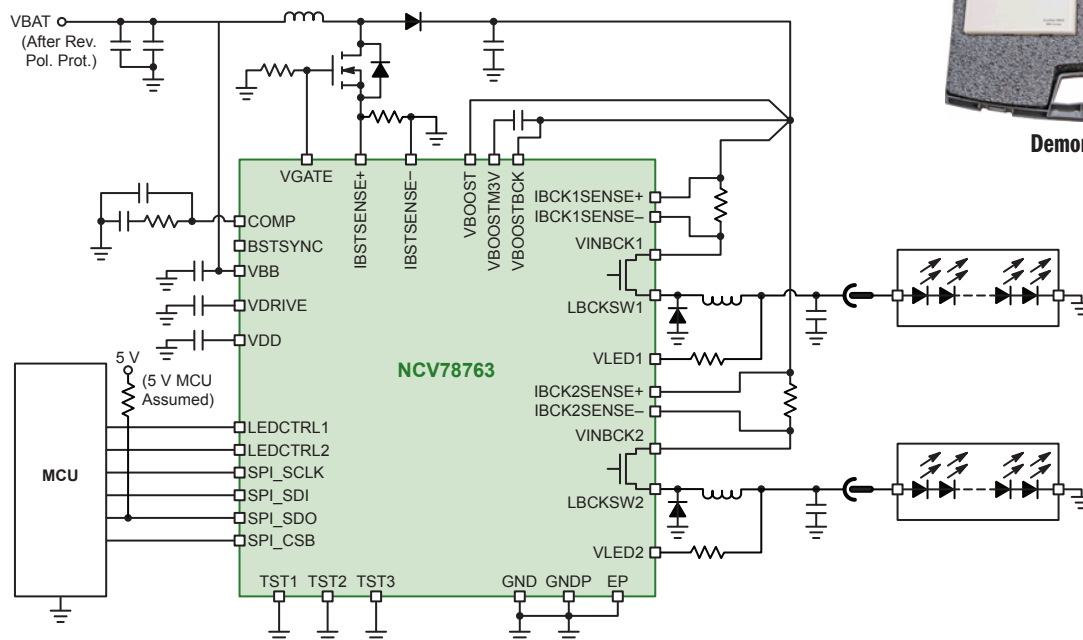 VBAT
(After Rev.
Pol. Prot.)
Demon
VGATE
IBSTSENSE+
IBSTSENSE–
VBOOST
VBOOSTM3V
VBOOSTBCK
COMP
BSTSYNC
VBB
VDRIVE
VDD
IBCK1SENSE+
IBCK1SENSE–
VINBCK1
LBCKSW1
VLED1
NCV78763
IBCK2SENSE+
IBCK2SENSE–
VINBCK2
LBCKSW2
VLED2
5 V
(5 V MCU
Assumed)
MCU
LEDCTRL1
LEDCTRL2
SPI_SCLK
SPI_SDI
SPI_SDO
SPI_CSB
TST1 TST2 TST3
GND GNDP EP